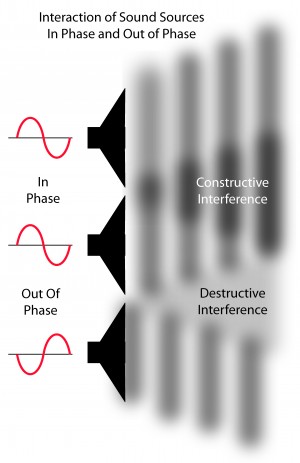 Interaction of Sound Sources
In Phase and Out of Phase
In
Phase
Constructive
Interference
Out Of
Phase
Destructive
Interference